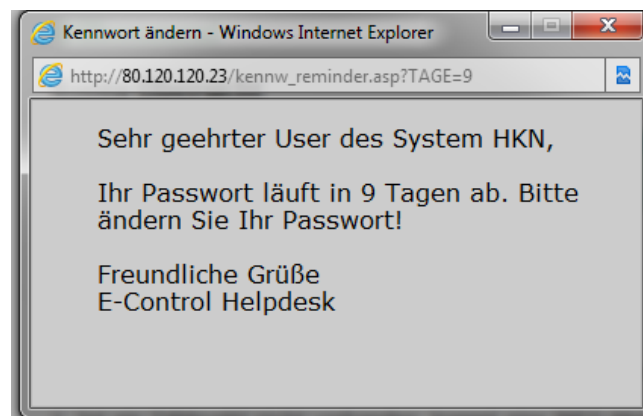 Kennwort ändern - Windows Internet Explorer
http://80.120.120.23/kennw_reminder.asp?TAGE=9
Sehr geehrter User des System HKN,
Ihr Passwort läuft in 9 Tagen ab. Bitte
ändern Sie Ihr Passwort!
Freundliche Grüße
E-Control Helpdesk